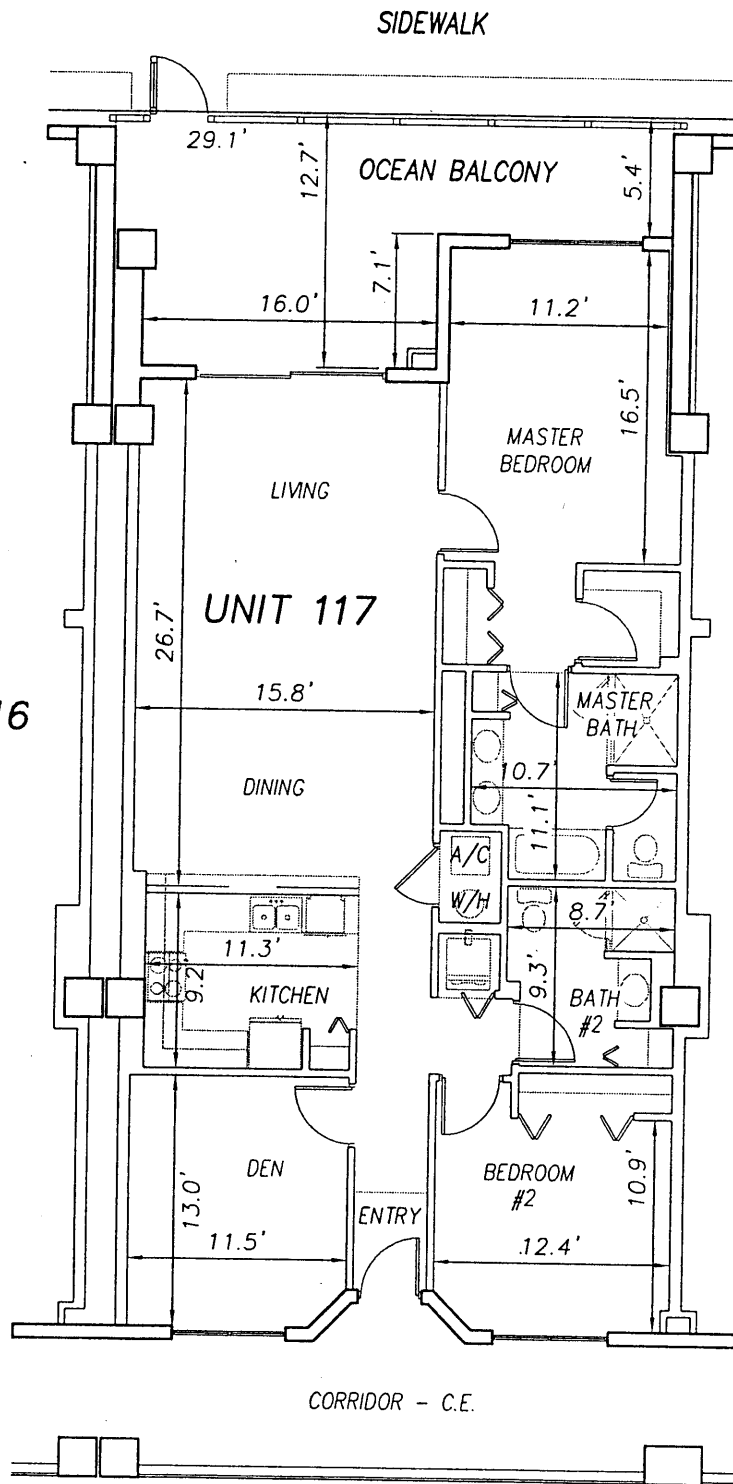 SIDEWALK
29.1'
12.7'
OCEAN BALCONY
5.4'
7.1'
16.0'
11.2'
16.5'
MASTER
BEDROOM
LIVING
UNIT 117
26.7'
15.8'
16
MASTER
BATH
10.7'
11.1'
DINING
A/C
W/H
8.7'
11.3'
9.2'
KITCHEN
9.3'
BATH
#2
DEN
13.0'
11.5'
ENTRY
BEDROOM
#2
10.9'
12.4'
CORRIDOR - C.E.